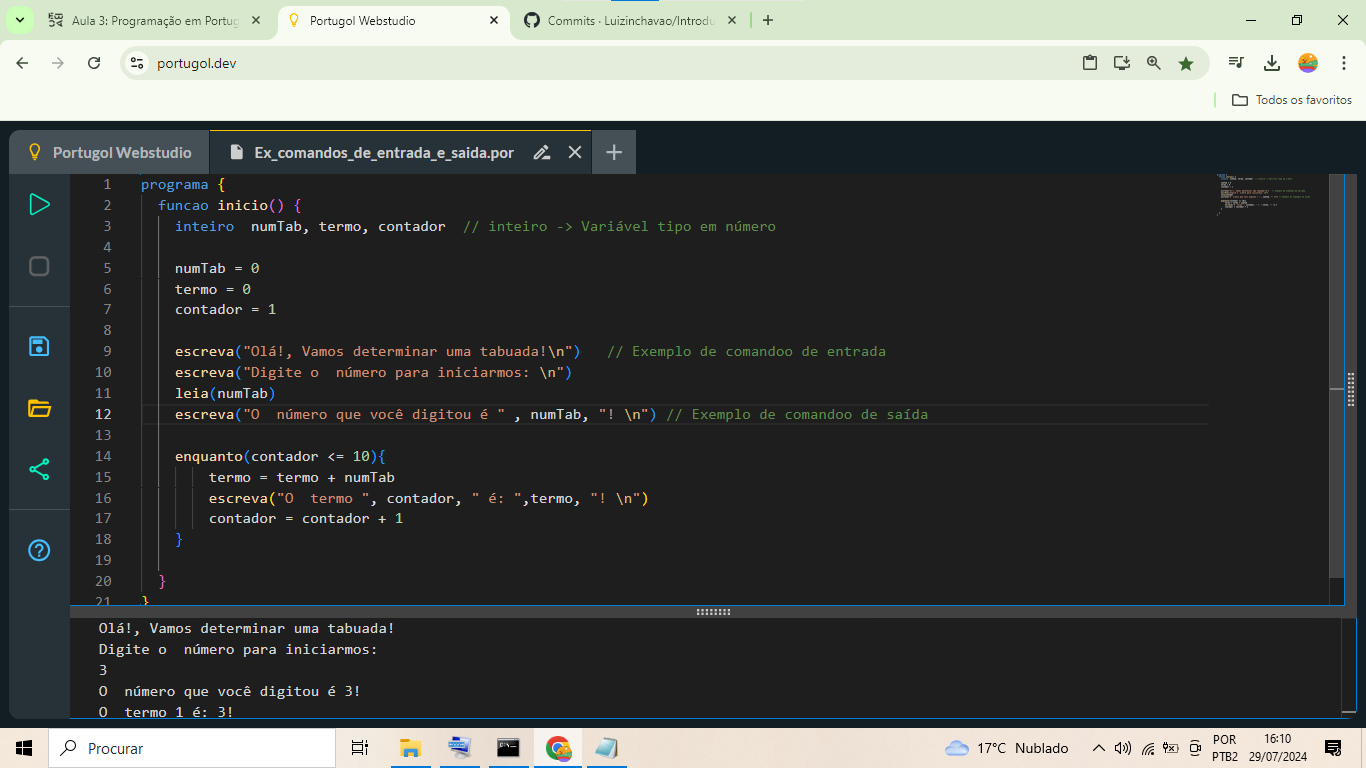 Aula 3: Programação em Portug
Portugol Webstudio
Commits · Luizinchavao/Introdu
portugol.dev
Todos os favoritos
Portugol Webstudio
Ex_comandos_de_entrada_e_saida.por
1 programa {
2 funcao inicio() {
3 inteiro  numTab, termo, contador  // inteiro -> Variável tipo em número
4
5 numTab = 0
6 termo = 0
7 contador = 1
8
9 escreva("Olá!, Vamos determinar uma tabuada!\n")   // Exemplo de comandoo de entrada
10 escreva("Digite o  número para iniciarmos: \n")
11 leia(numTab)
12 escreva("O  número que você digitou é " , numTab, "! \n") // Exemplo de comandoo de saída
13
14 enquanto(contador <= 10){
15 termo = termo + numTab
16 escreva("O  termo ", contador, " é: ",termo, "! \n")
17 contador = contador + 1
18 }
19
20 }
21 }
Olá!, Vamos determinar uma tabuada!
Digite o  número para iniciarmos:
3
O  número que você digitou é 3!
O  termo 1 é: 3!
Procurar
17°C Nublado
POR
PTB2
16:10
29/07/2024